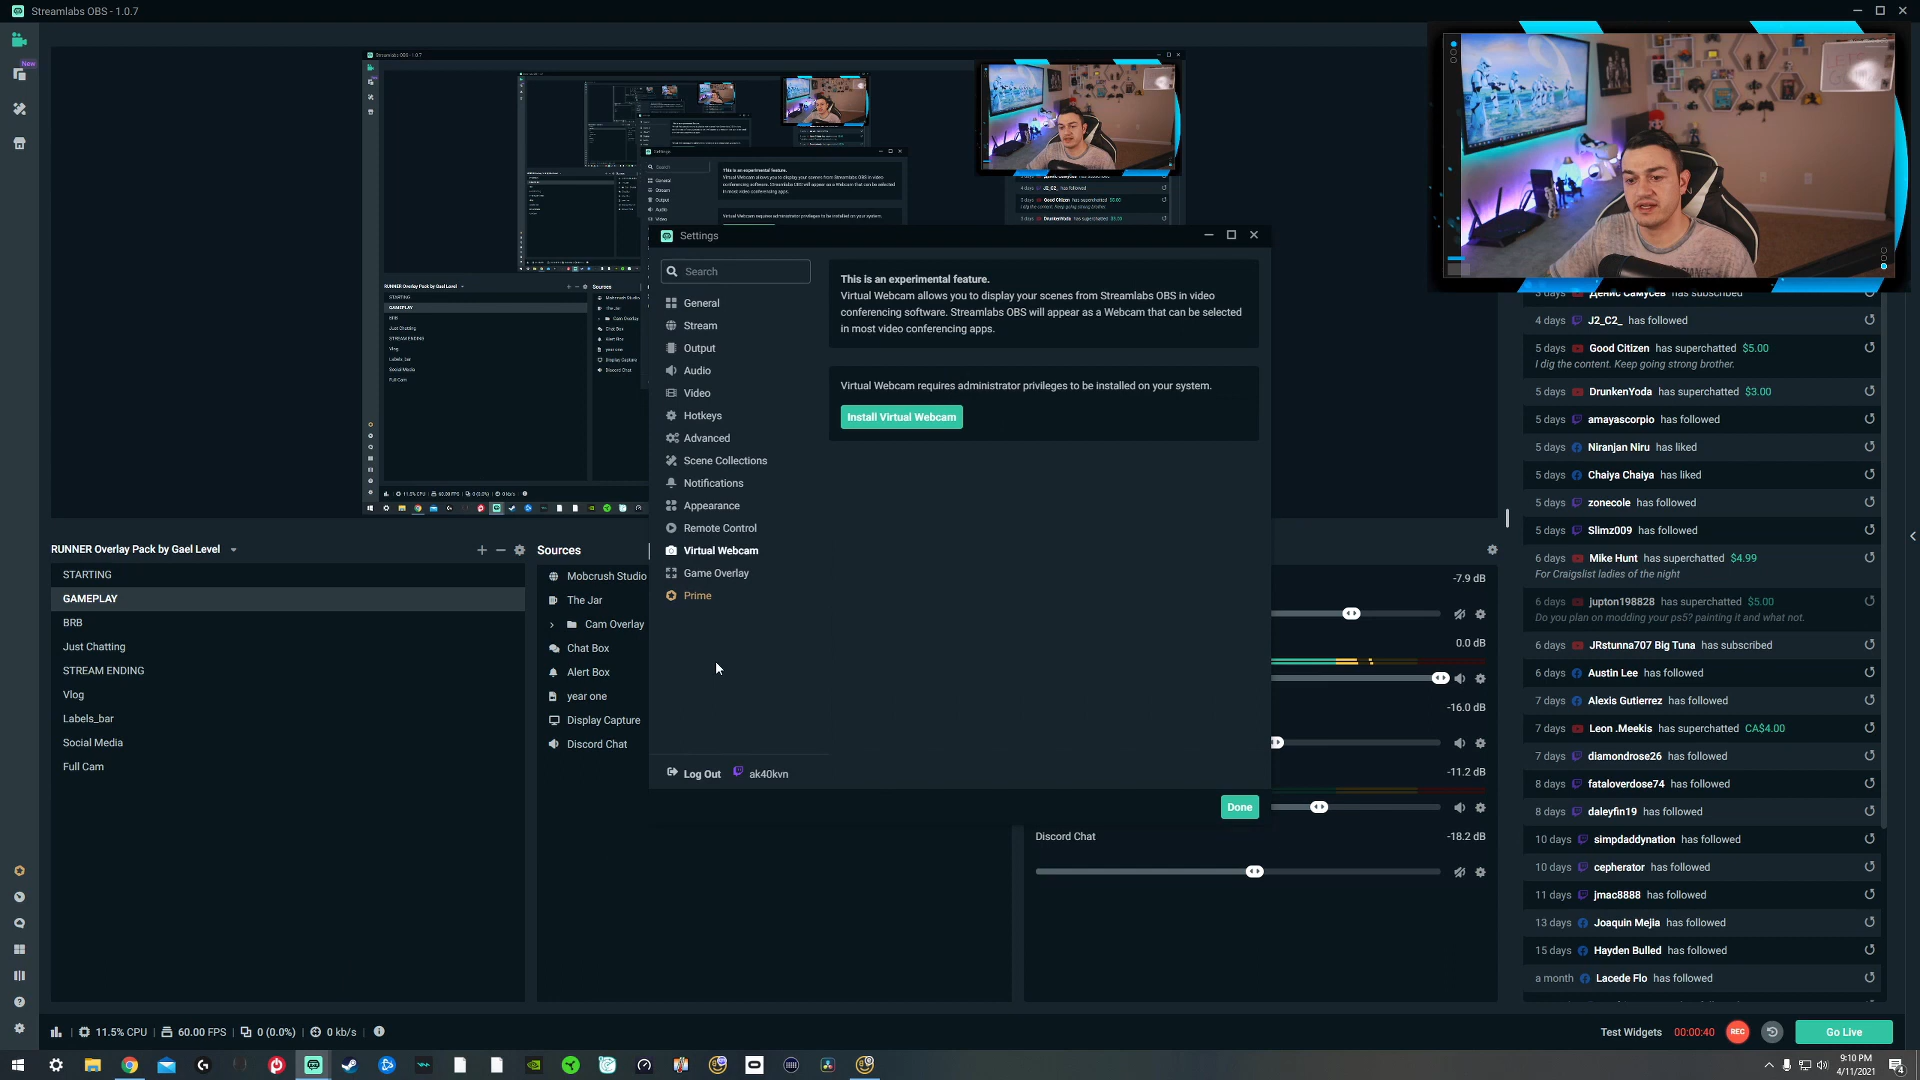 Streamlabs OBS - 1.0.7
New
Settings
Search
General
Stream
Output
Audio
Video
Hotkeys
Advanced
Scene Collections
Notifications
Appearance
Remote Control
Virtual Webcam
Game Overlay
Prime
Log Out ak40kvn
This is an experimental feature.
Virtual Webcam allows you to display your scenes from Streamlabs OBS in video
conferencing software. Streamlabs OBS will appear as a Webcam that can be selected
in most video conferencing apps.
Virtual Webcam requires administrator privileges to be installed on your system.
Install Virtual Webcam
Done
RUNNER Overlay Pack by Gael Level
STARTING
GAMEPLAY
BRB
Just Chatting
STREAM ENDING
Vlog
Labels_bar
Social Media
Full Cam
Sources
Mobcrush Studio
The Jar
Cam Overlay
Chat Box
Alert Box
year one
Display Capture
Discord Chat
-7.9 dB
0.0 dB
-16.0 dB
-11.2 dB
Discord Chat -18.2 dB
3 days Денис Самусев has subscribed
4 days J2_C2_ has followed
5 days Good Citizen has superchatted $5.00
I dig the content. Keep going strong brother.
5 days DrunkenYoda has superchatted $3.00
5 days amayascorpio has followed
5 days Niranjan Niru has liked
5 days Chaiya Chaiya has liked
5 days zonecole has followed
5 days Slimz009 has followed
6 days Mike Hunt has superchatted $4.99
For Craigslist ladies of the night
6 days jupton198828 has superchatted $5.00
Do you plan on modding your ps5? painting it and what not.
6 days JRstunna707 Big Tuna has subscribed
6 days Austin Lee has followed
7 days Alexis Gutierrez has followed
7 days Leon .Meekis has superchatted CA$4.00
7 days diamondrose26 has followed
8 days fataloverdose74 has followed
8 days daleyfin19 has followed
10 days simpdaddynation has followed
10 days cepherator has followed
11 days jmac8888 has followed
13 days Joaquin Mejia has followed
15 days Hayden Bulled has followed
a month Lacede Flo has followed
11.5% CPU 60.00 FPS 0 (0.0%) 0 kb/s
Test Widgets 00:00:40 REC Go Live
9:10 PM
4/11/2021
4